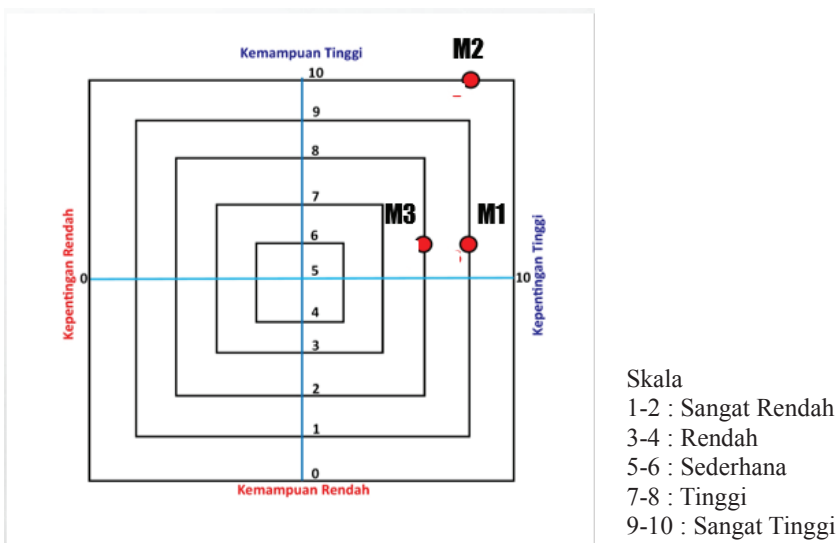 Kemampuan Tinggi
M2
10
9
8
7
M3
M1
6
5
0
10
4
3
2
1
0
Kepentingan Rendah
Kepentingan Tinggi
Kemampuan Rendah
Skala
1-2 : Sangat Rendah
3-4 : Rendah
5-6 : Sederhana
7-8 : Tinggi
9-10 : Sangat Tinggi